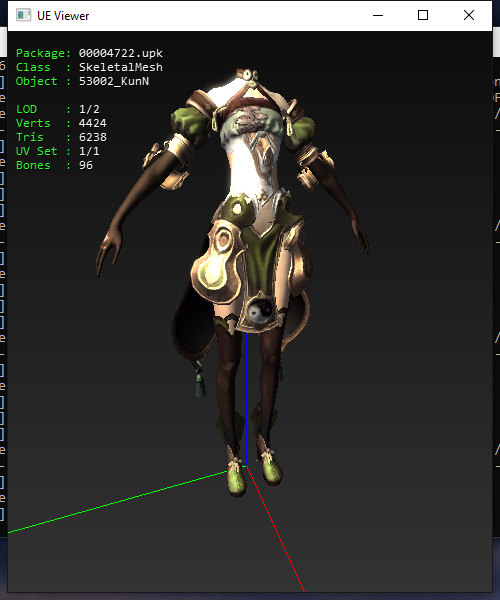 UE Viewer
Package: 00004722.upk
Class : SkeletalMesh
Object : 53002_KunN
LOD : 1/2
Verts : 4424
Tris : 6238
UV Set : 1/1
Bones : 96